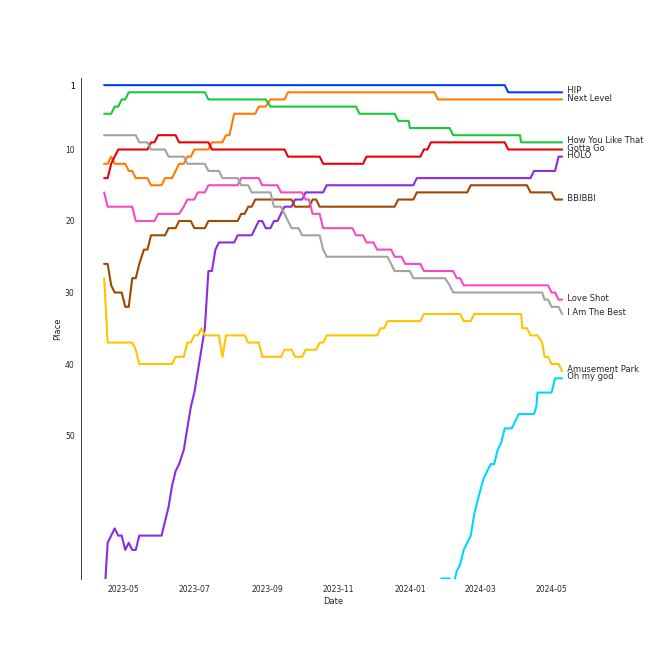 1
10
20
30
40
50
Place
HIP
Next Level
How You Like That
Gotta Go
HOLO
BBIBBI
Love Shot
I Am The Best
Amusement Park
Oh my god
2023-05 2023-07 2023-09 2023-11 2024-01 2024-03 2024-05
Date